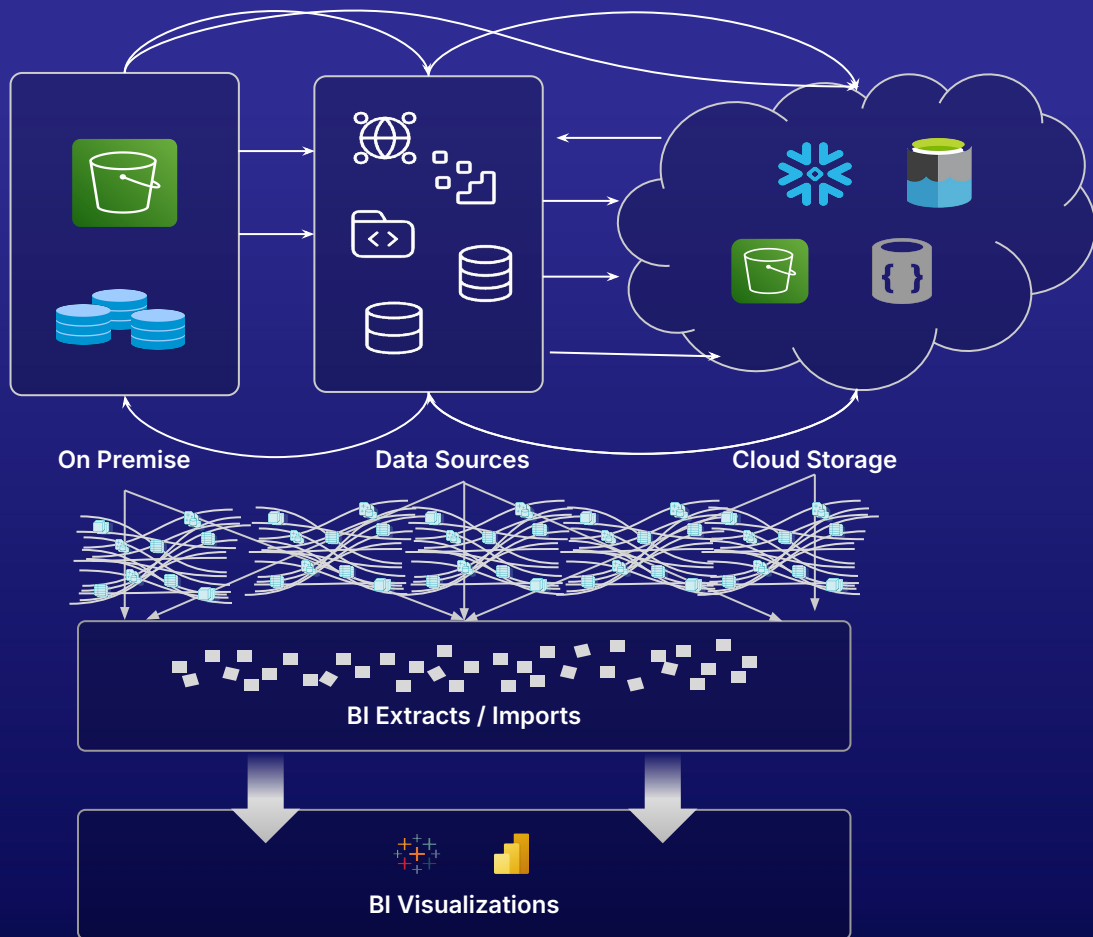 On Premise
Data Sources
Cloud Storage
BI Extracts / Imports
BI Visualizations